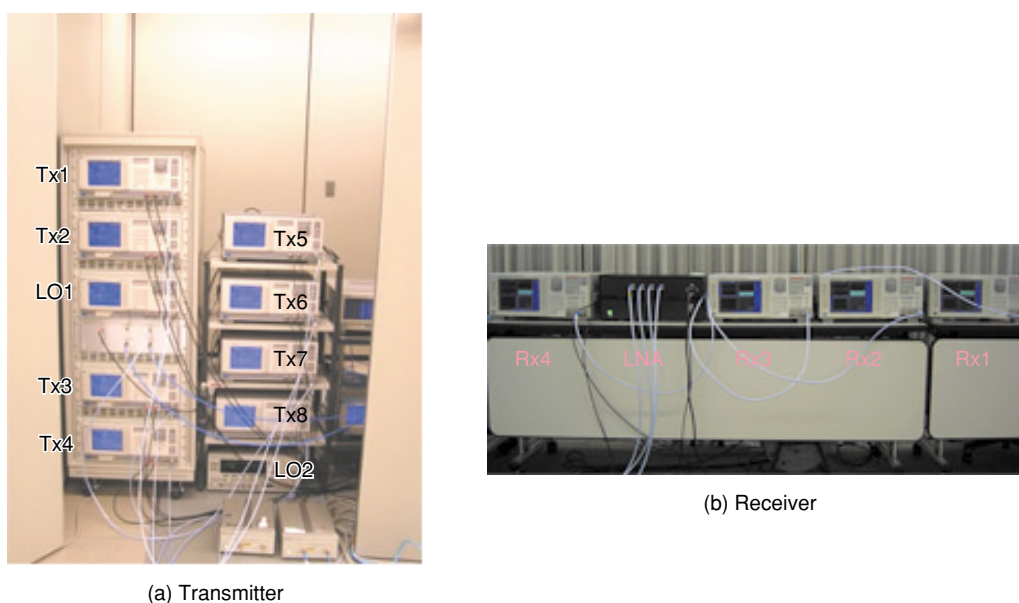 Tx1
Tx2
LO1
Tx3
Tx4
Tx5
Tx6
Tx7
Tx8
LO2
(a) Transmitter
Rx4 LNA Rx3 Rx2 Rx1
(b) Receiver